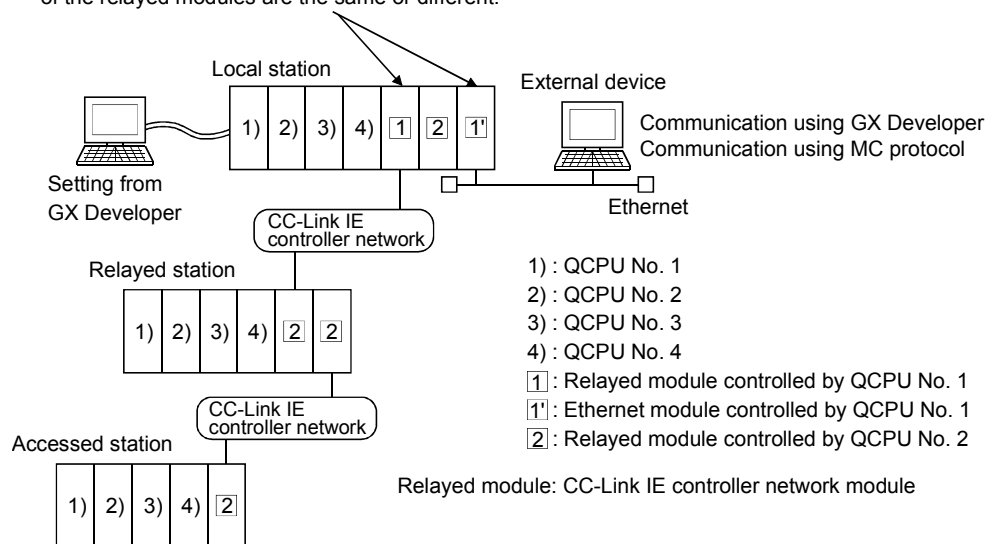 of the relayed modules are the same or different.
Local station
External device
1) 2) 3) 4) 1 2 1'
Communication using GX Developer
Communication using MC protocol
Setting from
GX Developer
Ethernet
CC-Link IE
controller network
Relayed station
1) 2) 3) 4) 2 2
1) : QCPU No. 1
2) : QCPU No. 2
3) : QCPU No. 3
4) : QCPU No. 4
1 : Relayed module controlled by QCPU No. 1
1' : Ethernet module controlled by QCPU No. 1
2 : Relayed module controlled by QCPU No. 2
CC-Link IE
controller network
Accessed station
1) 2) 3) 4) 2
Relayed module: CC-Link IE controller network module